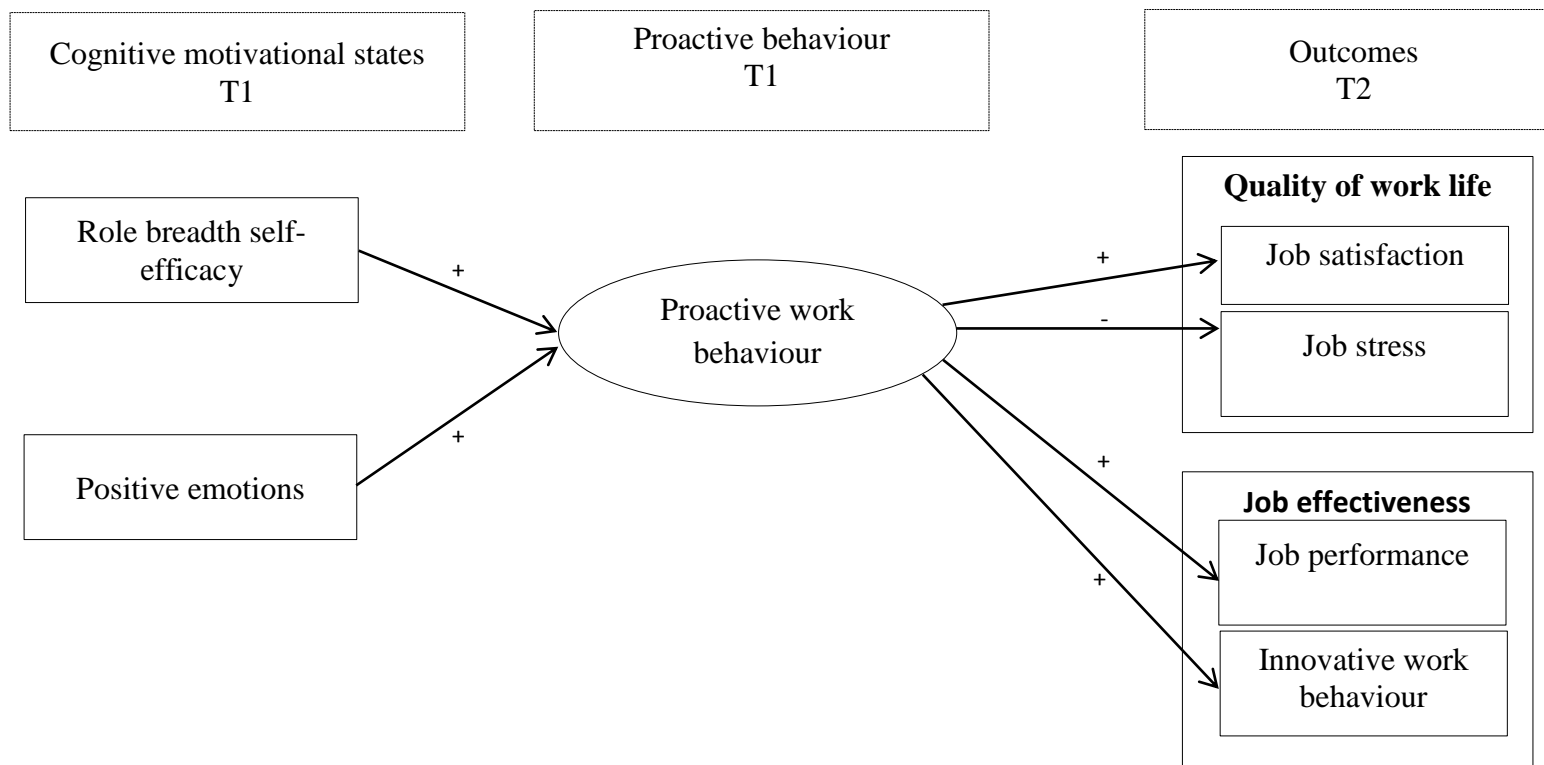 Cognitive motivational states
T1
Proactive behaviour
T1
Outcomes
T2
Role breadth self-
efficacy
+
Positive emotions
+
Proactive work
behaviour
+
-
+
+
Quality of work life
Job satisfaction
Job stress
Job effectiveness
Job performance
Innovative work
behaviour